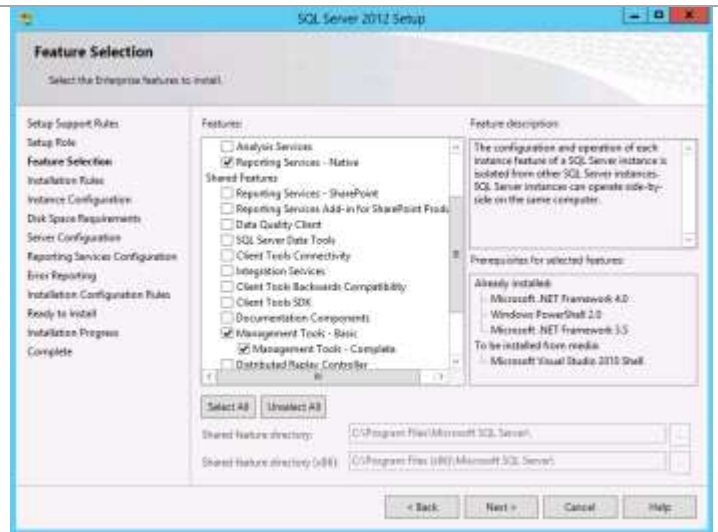 SQL Server 2012 Setup
Feature Selection
Select the Enterprise features to install.
Setup Support Rules
Setup Role
Feature Selection
Installation Rules
Instance Configuration
Disk Space Requirements
Server Configuration
Reporting Services Configuration
Error Reporting
Installation Configuration Rules
Ready to Install
Installation Progress
Complete
Features:
Analysis Services
Reporting Services - Native
Shared Features
Reporting Services - SharePoint
Reporting Services Add-in for SharePoint Produ
Data Quality Client
SQL Server Data Tools
Client Tools Connectivity
Integration Services
Client Tools Backwards Compatibility
Client Tools SDK
Documentation Components
Management Tools - Basic
Management Tools - Complete
Distributed Replay Controller
Select All
Unselect All
Feature description:
The configuration and operation of each
instance feature of a SQL Server instance is
isolated from other SQL Server instances.
SQL Server instances can operate side-by-
side on the same computer.
Prerequisites for selected features:
Already installed:
Microsoft .NET Framework 4.0
Windows PowerShell 2.0
Microsoft .NET Framework 3.5
To be installed from media:
Microsoft Visual Studio 2010 Shell
Shared feature directory:
C:\Program Files\Microsoft SQL Server\
Shared feature directory (x86):
C:\Program Files (x86)\Microsoft SQL Server\
< Back
Next >
Cancel
Help